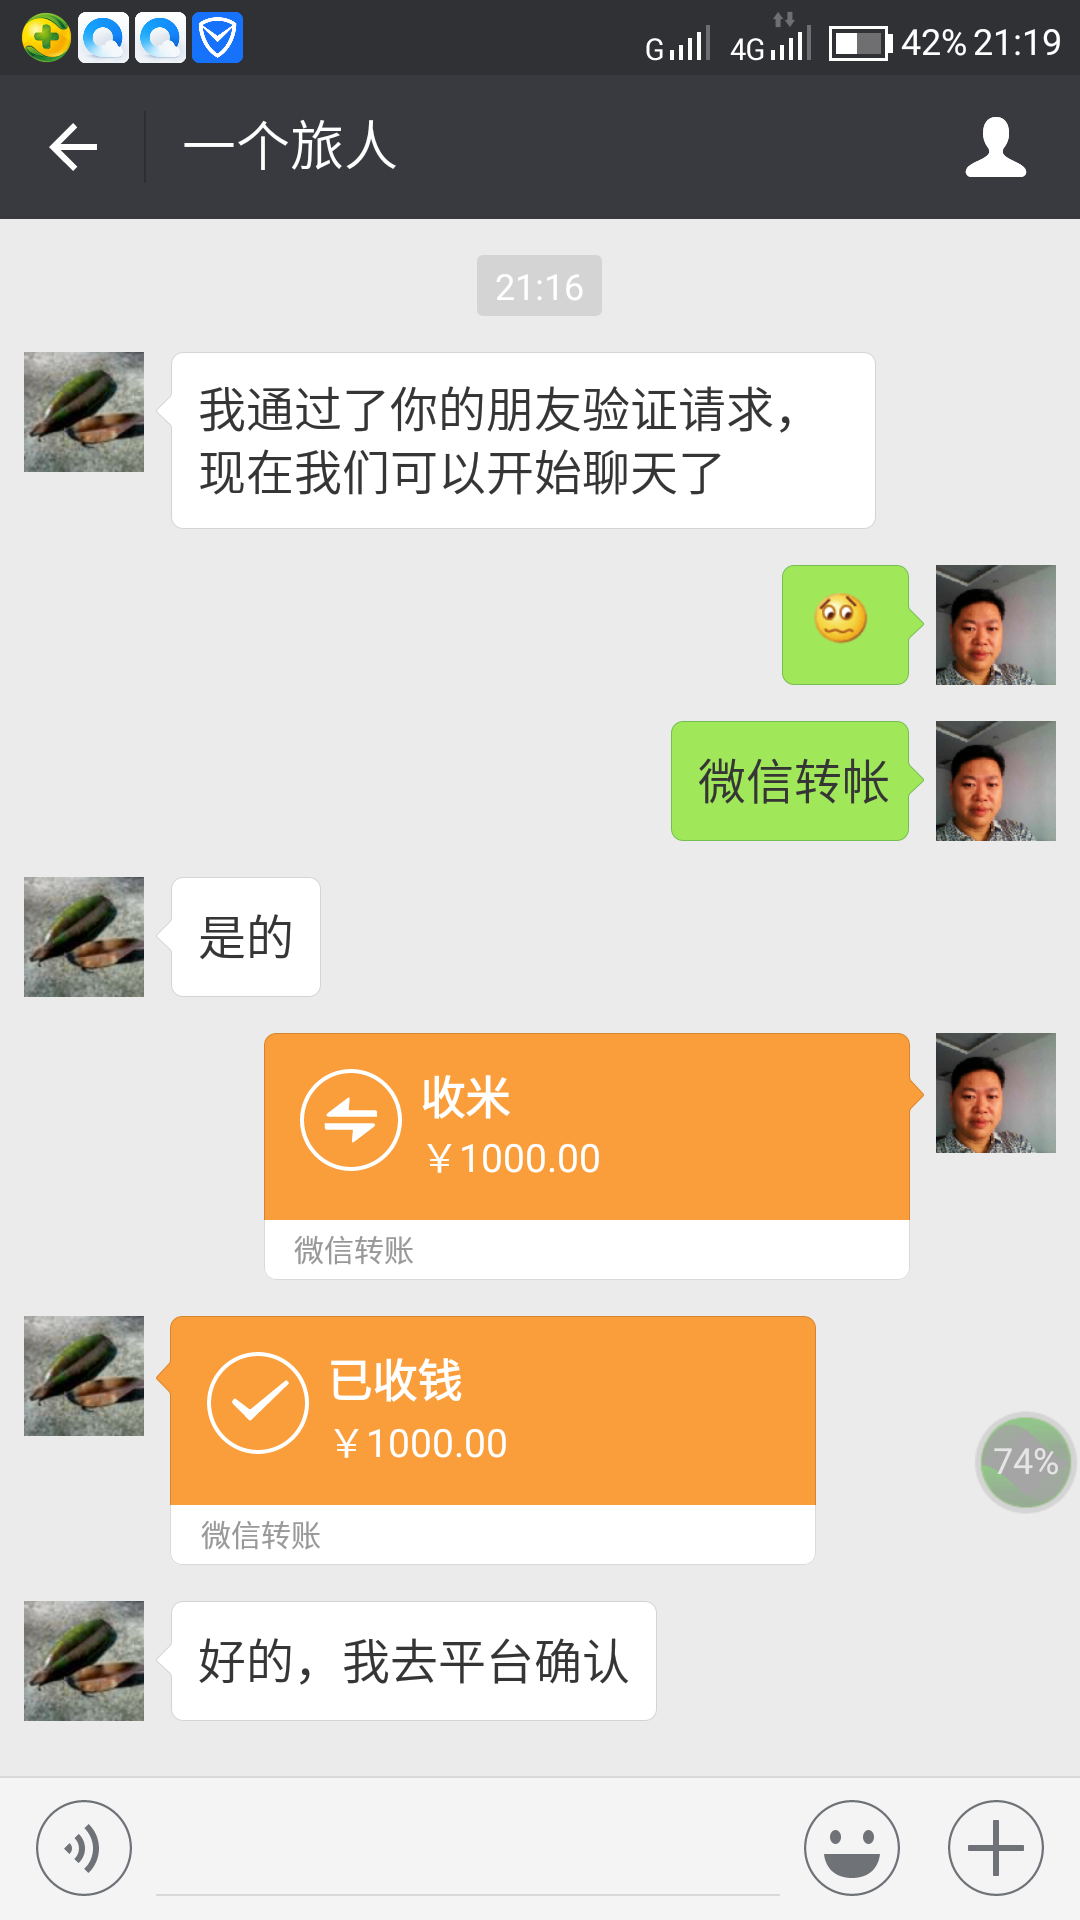 G 4G 42% 21:19
一个旅人
21:16
我通过了你的朋友验证请求，
现在我们可以开始聊天了
微信转帐
是的
收米
￥1000.00
微信转账
已收钱
￥1000.00
微信转账
74%
好的，我去平台确认